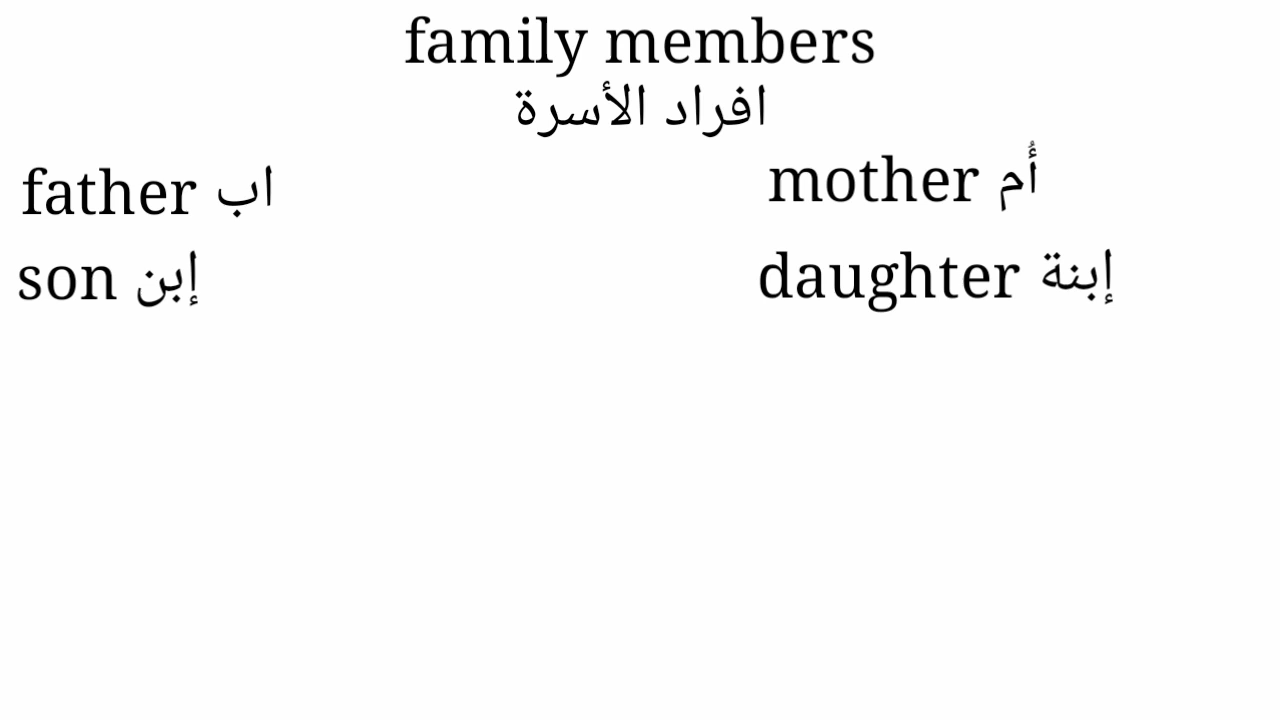 family members
افراد الأسرة
father اب
mother أُم
son إبن
daughter إبنة